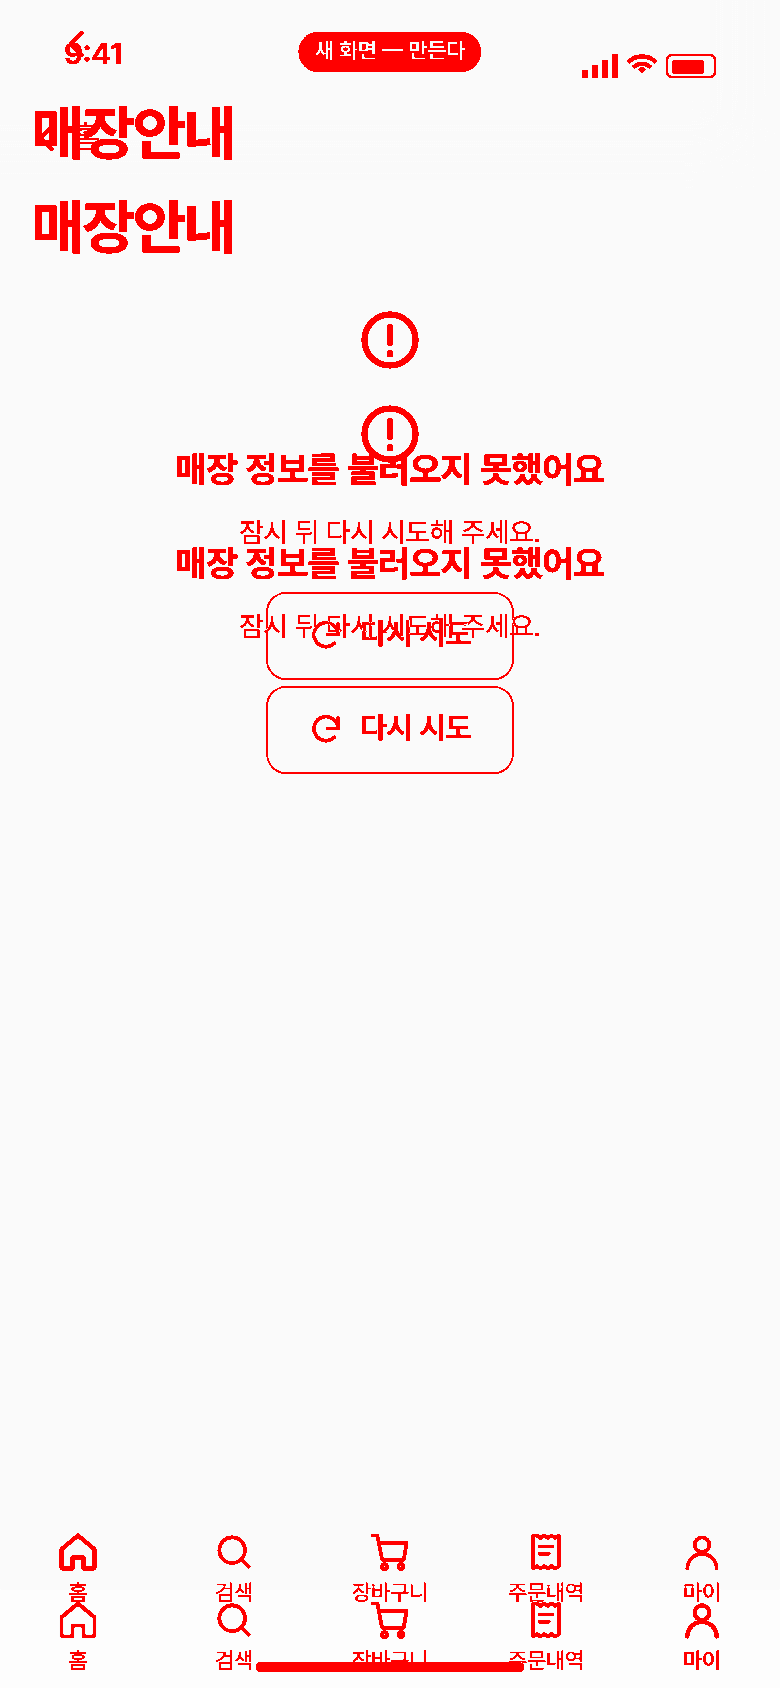 9:41
새 화면 — 만든다
매장안내
매장안내
매장 정보를 불러오지 못했어요
잠시 뒤 다시 시도해 주세요.
매장 정보를 불러오지 못했어요
잠시 뒤 다시 시도해 주세요.
다시 시도
다시 시도
홈 검색 장바구니 주문내역 마이
홈 검색 장바구니 주문내역 마이